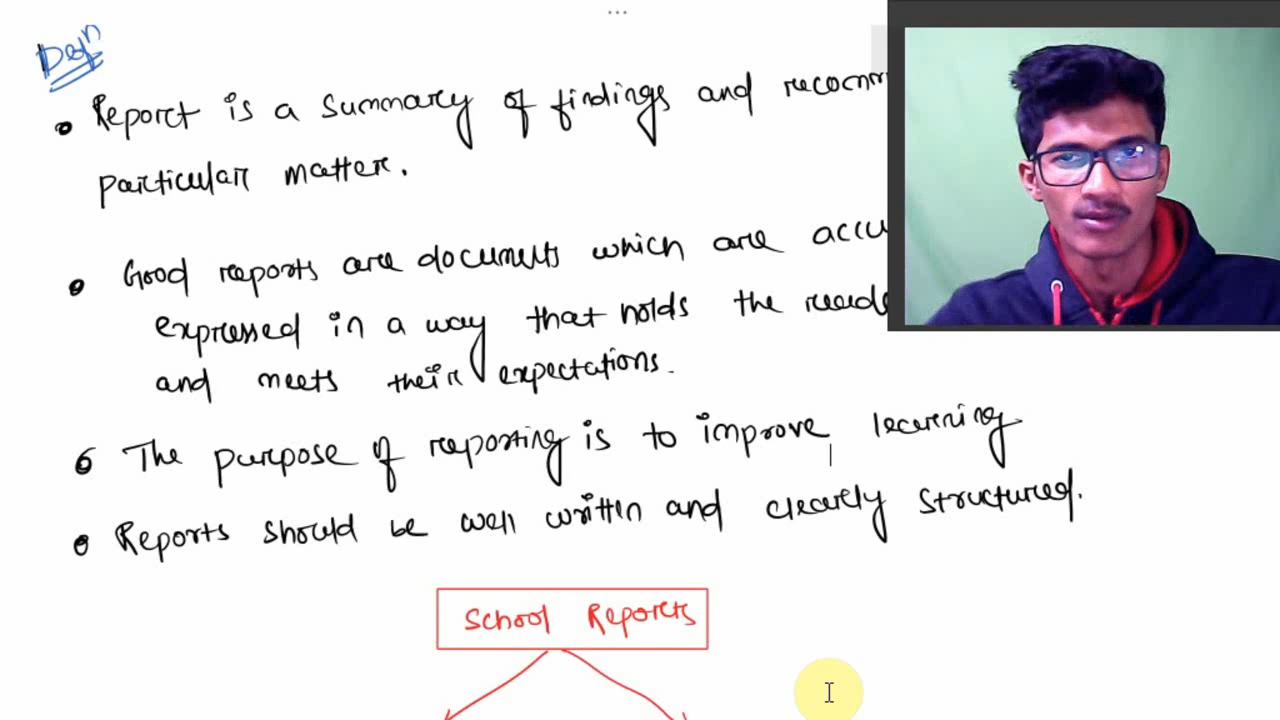 Defn
Report is a summary of findings and recomm
particular matter.
Good reports are documents which are accu
expressed in a way that holds the reade
and meets their expectations.
The purpose of reporting is to improve, learning
Reports should be well written and clearly structured.
School Reports